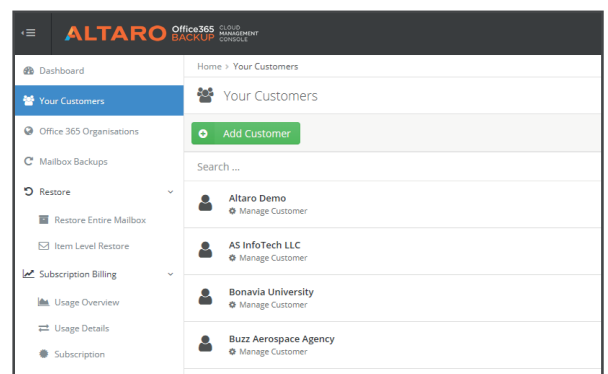 ALTARO Office365 BACKUP CLOUD MANAGEMENT CONSOLE
Dashboard
Your Customers
Office 365 Organisations
Mailbox Backups
Restore
Restore Entire Mailbox
Item Level Restore
Subscription Billing
Usage Overview
Usage Details
Subscription
Home > Your Customers
Your Customers
Add Customer
Search ...
Altaro Demo
Manage Customer
AS InfoTech LLC
Manage Customer
Bonavia University
Manage Customer
Buzz Aerospace Agency
Manage Customer